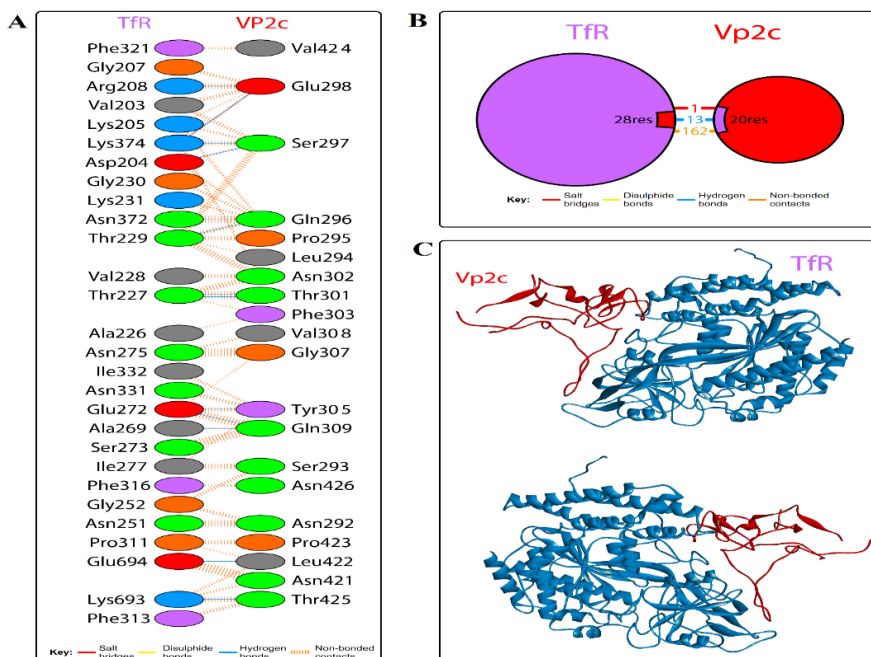 A
TfR VP2c
Phe321 Val424
Gly207
Arg208 Glu298
Val203
Lys205
Lys374 Ser297
Asp204
Gly230
Lys231
Asn372 Gln296
Thr229 Pro295
Leu294
Val228 Asn302
Thr227 Thr301
Phe303
Ala226 Val308
Asn275 Gly307
Ile332
Asn331
Glu272 Tyr305
Ala269 Gln309
Ser273
Ile277 Ser293
Phe316 Asn426
Gly252
Asn251 Asn292
Pro311 Pro423
Glu694 Leu422
Asn421
Lys693 Thr425
Phe313
Key: Salt bridges Disulphide bonds Hydrogen bonds Non-bonded contacts
B
TfR Vp2c
1
28res 13 20res
162
Key: Salt bridges Disulphide bonds Hydrogen bonds Non-bonded contacts
C
Vp2c TfR